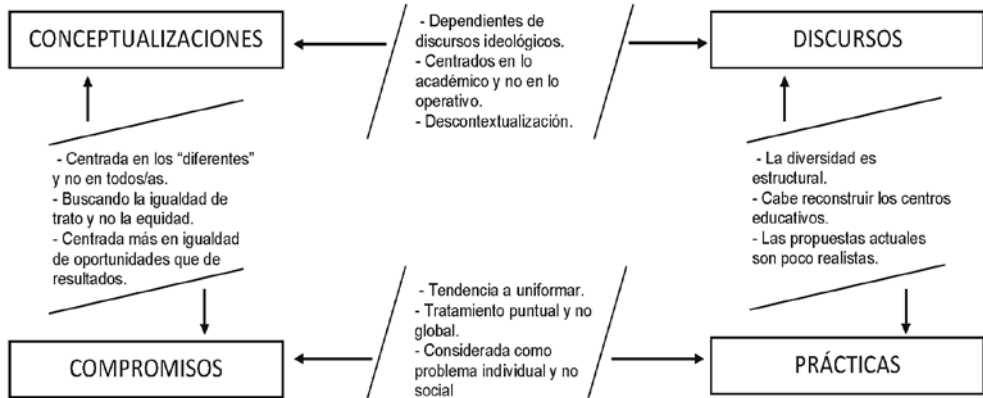 CONCEPTUALIZACIONES
- Dependientes de
discursos ideológicos.
- Centrados en lo
académico y no en lo
operativo.
- Descontextualización.
DISCURSOS
- Centrada en los “diferentes”
y no en todos/as.
- Buscando la igualdad de
trato y no la equidad.
- Centrada más en igualdad
de oportunidades que de
resultados.
- La diversidad es
estructural.
- Cabe reconstruir los centros
educativos.
- Las propuestas actuales
son poco realistas.
COMPROMISOS
- Tendencia a uniformar.
- Tratamiento puntual y no
global.
- Considerada como
problema individual y no
social
PRÁCTICAS